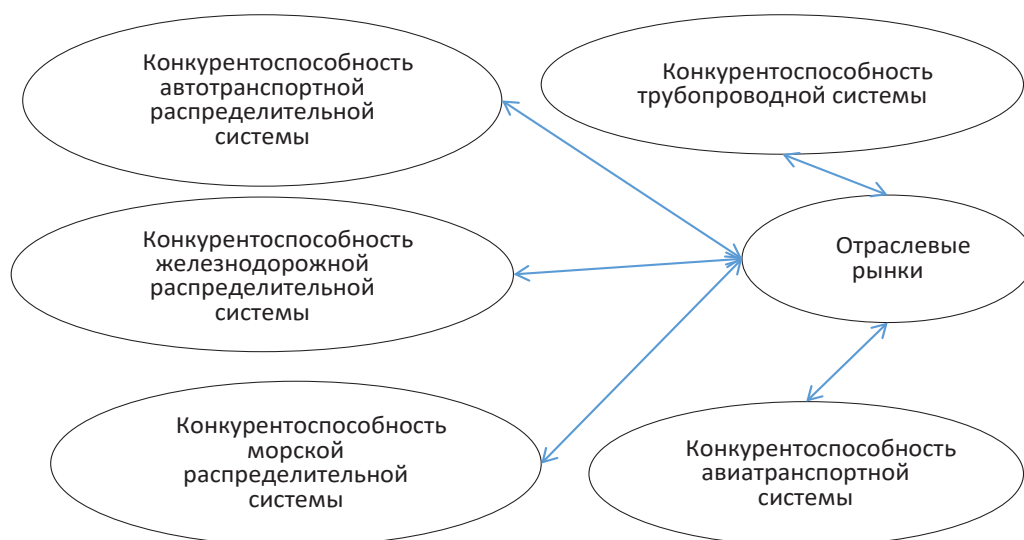 Конкурентоспособность
автотранспортной
распределительной
системы
Конкурентоспособность
трубопроводной системы
Конкурентоспособность
железнодорожной
распределительной
системы
Отраслевые
рынки
Конкурентоспособность
морской
распределительной
системы
Конкурентоспособность
авиатранспортной
системы